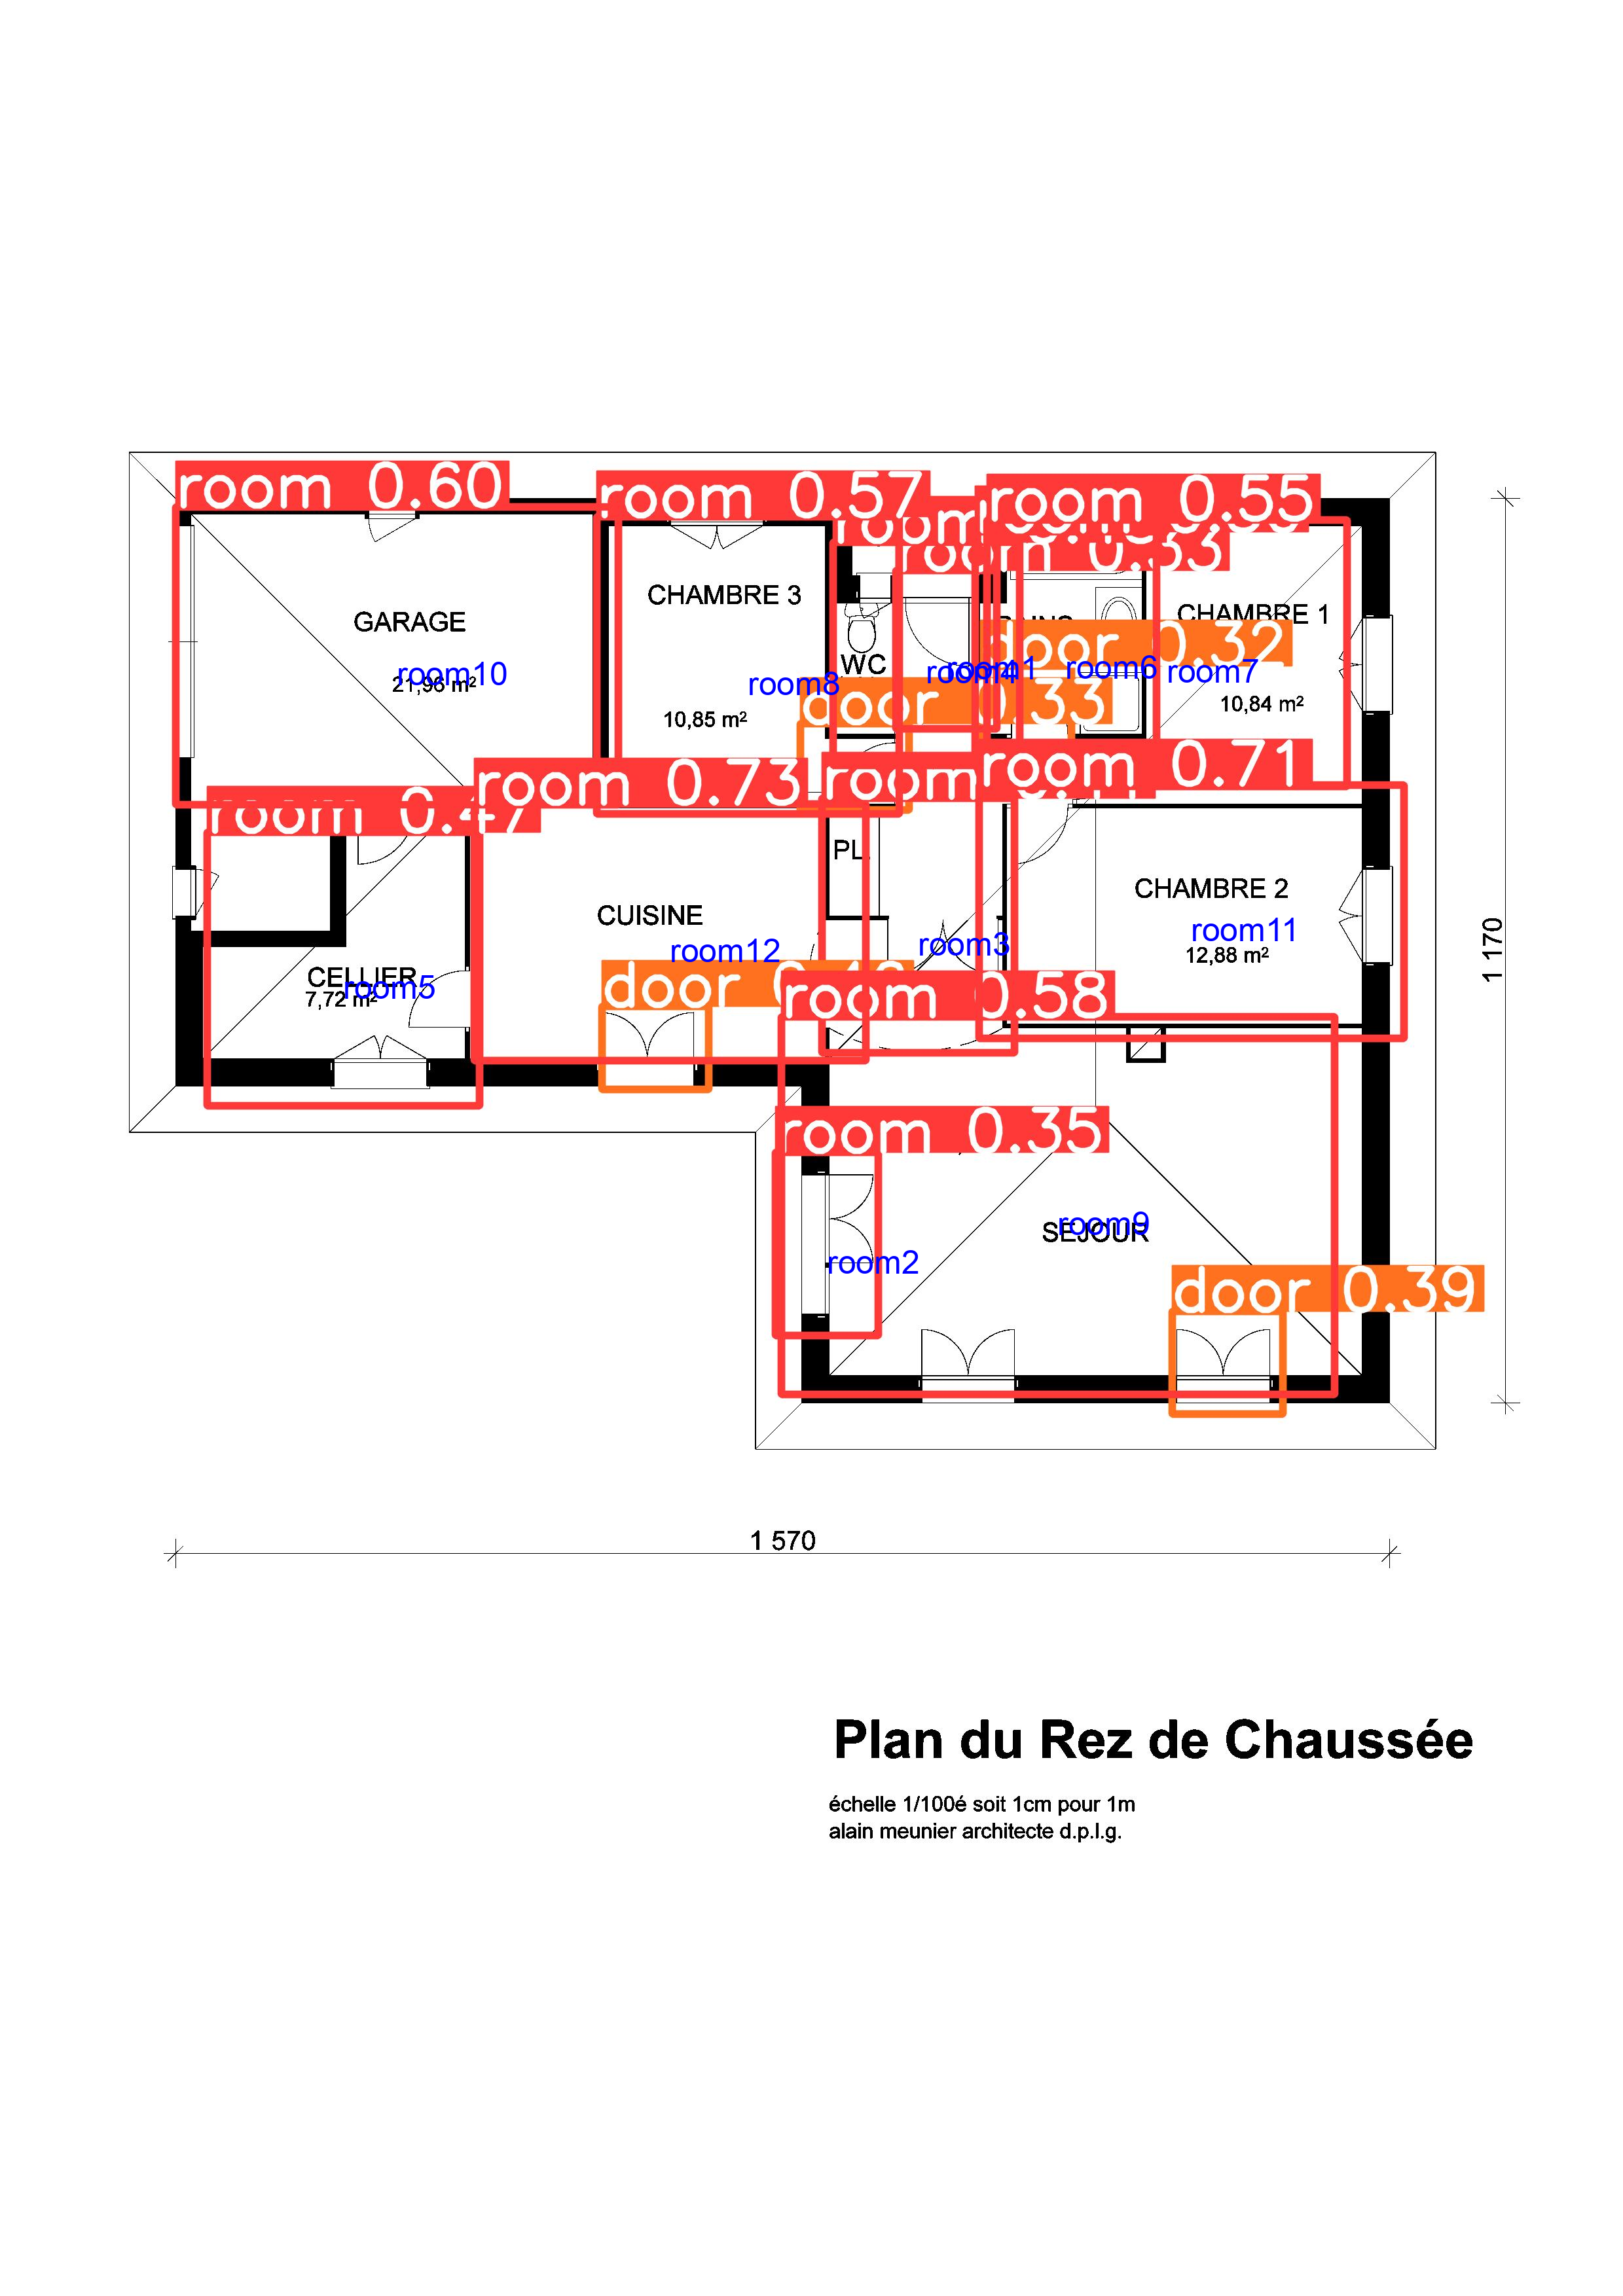 room 0.60
room 0.57
room
room 0.55
0.33
CHAMBRE 3
GARAGE
CHAMBRE 1
door 0.32
WC
room10
21,96 m²
room8
room4
room1
room6
room7
door 0.33
10,85 m²
10,84 m²
room 0.47
room 0.73
room
room 0.71
PL
CHAMBRE 2
CUISINE
room12
room3
room11
12,88 m²
1 170
CELLIER
room5
7,72 m²
door
room 0.58
room 0.35
SEJOUR
room9
room2
door 0.39
1 570
Plan du Rez de Chaussée
échelle 1/100é soit 1cm pour 1m
alain meunier architecte d.p.l.g.